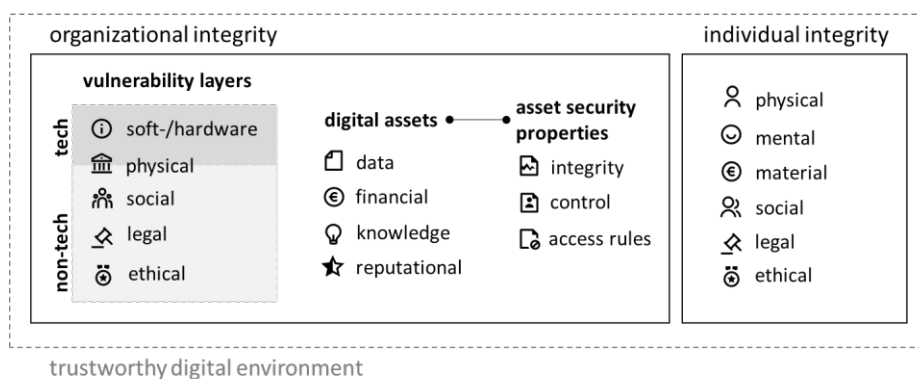 organizational integrity
vulnerability layers
tech
soft-/hardware
physical
non-tech
social
legal
ethical
digital assets
data
financial
knowledge
reputational
asset security
properties
integrity
control
access rules
individual integrity
physical
mental
material
social
legal
ethical
trustworthy digital environment